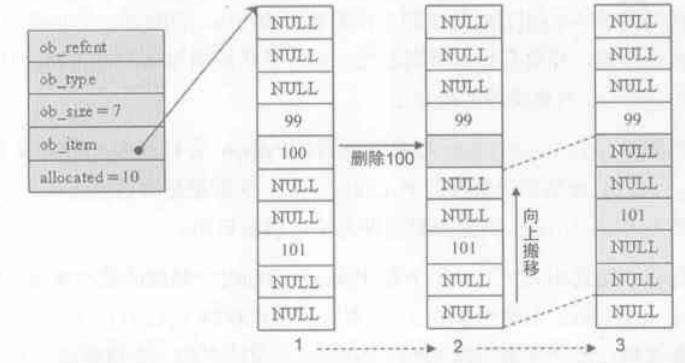 ob_refcnt
ob_type
ob_size = 7
ob_item
allocated = 10
NULL
NULL
NULL
99
100
NULL
NULL
101
NULL
NULL
1
删除100
NULL
NULL
NULL
99
NULL
NULL
101
NULL
NULL
2
向上搬移
NULL
NULL
NULL
99
NULL
NULL
101
NULL
NULL
NULL
3